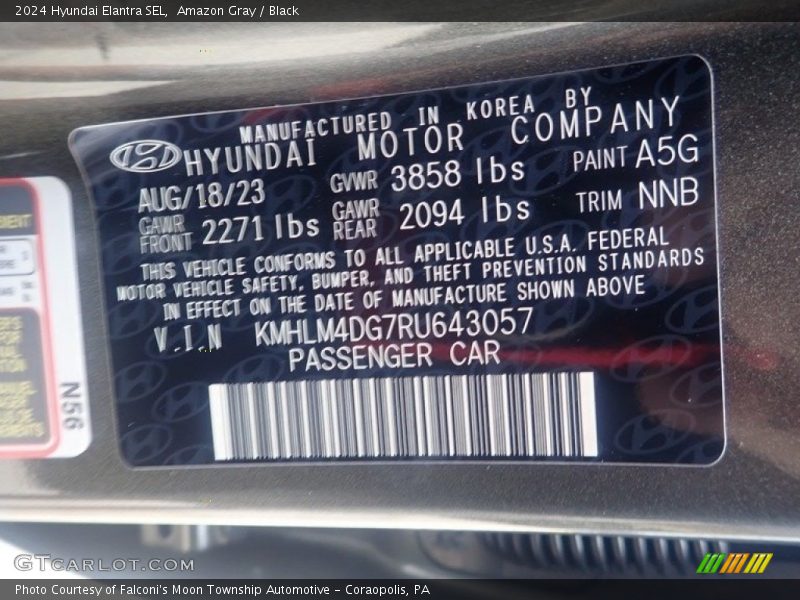 2024 Hyundai Elantra SEL,  Amazon Gray / Black
MANUFACTURED IN KOREA BY
HYUNDAI MOTOR COMPANY
AUG/18/23 GVWR 3858 lbs PAINT A5G
GAWR FRONT 2271 lbs GAWR REAR 2094 lbs TRIM NNB
THIS VEHICLE CONFORMS TO ALL APPLICABLE U.S.A. FEDERAL
MOTOR VEHICLE SAFETY, BUMPER, AND THEFT PREVENTION STANDARDS
IN EFFECT ON THE DATE OF MANUFACTURE SHOWN ABOVE
V.I.N KMHLM4DG7RU643057
PASSENGER CAR
N56
GTCARLOT.COM
Photo Courtesy of Falconi's Moon Township Automotive - Coraopolis, PA